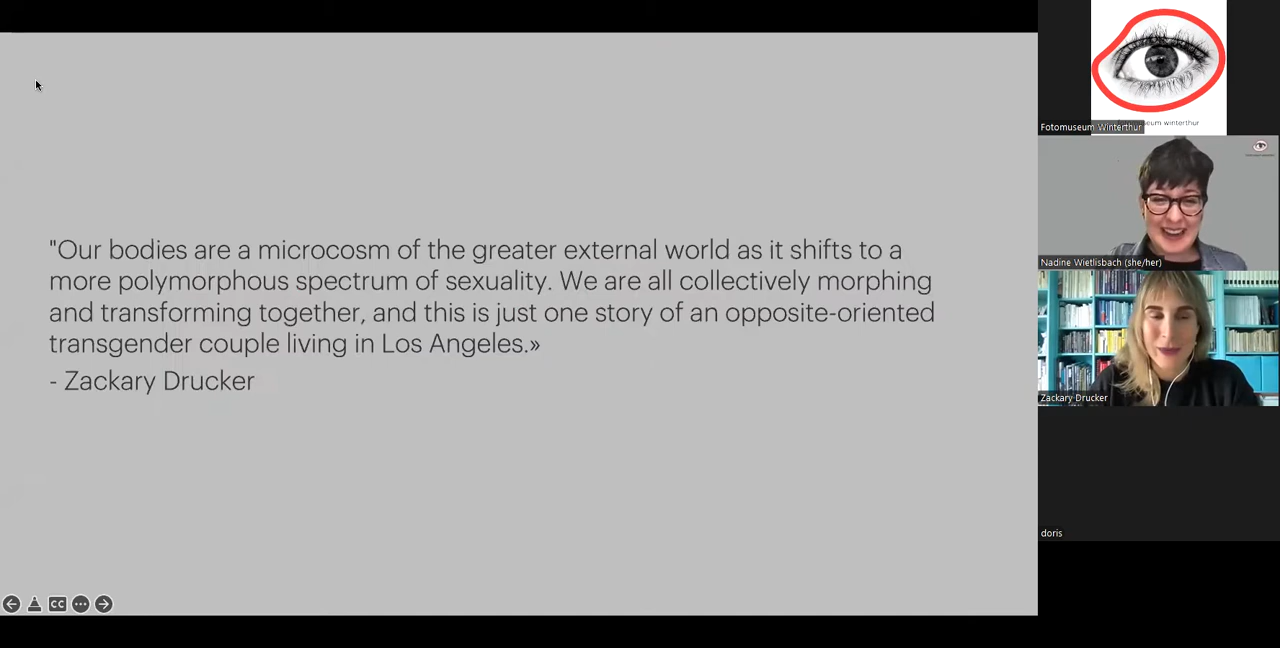 "Our bodies are a microcosm of the greater external world as it shifts to a
more polymorphous spectrum of sexuality. We are all collectively morphing
and transforming together, and this is just one story of an opposite-oriented
transgender couple living in Los Angeles.»
- Zackary Drucker
CC
winterthur
Fotomuseum Winterthur
Nadine Wietlisbach (she/her)
Zackary Drucker
doris